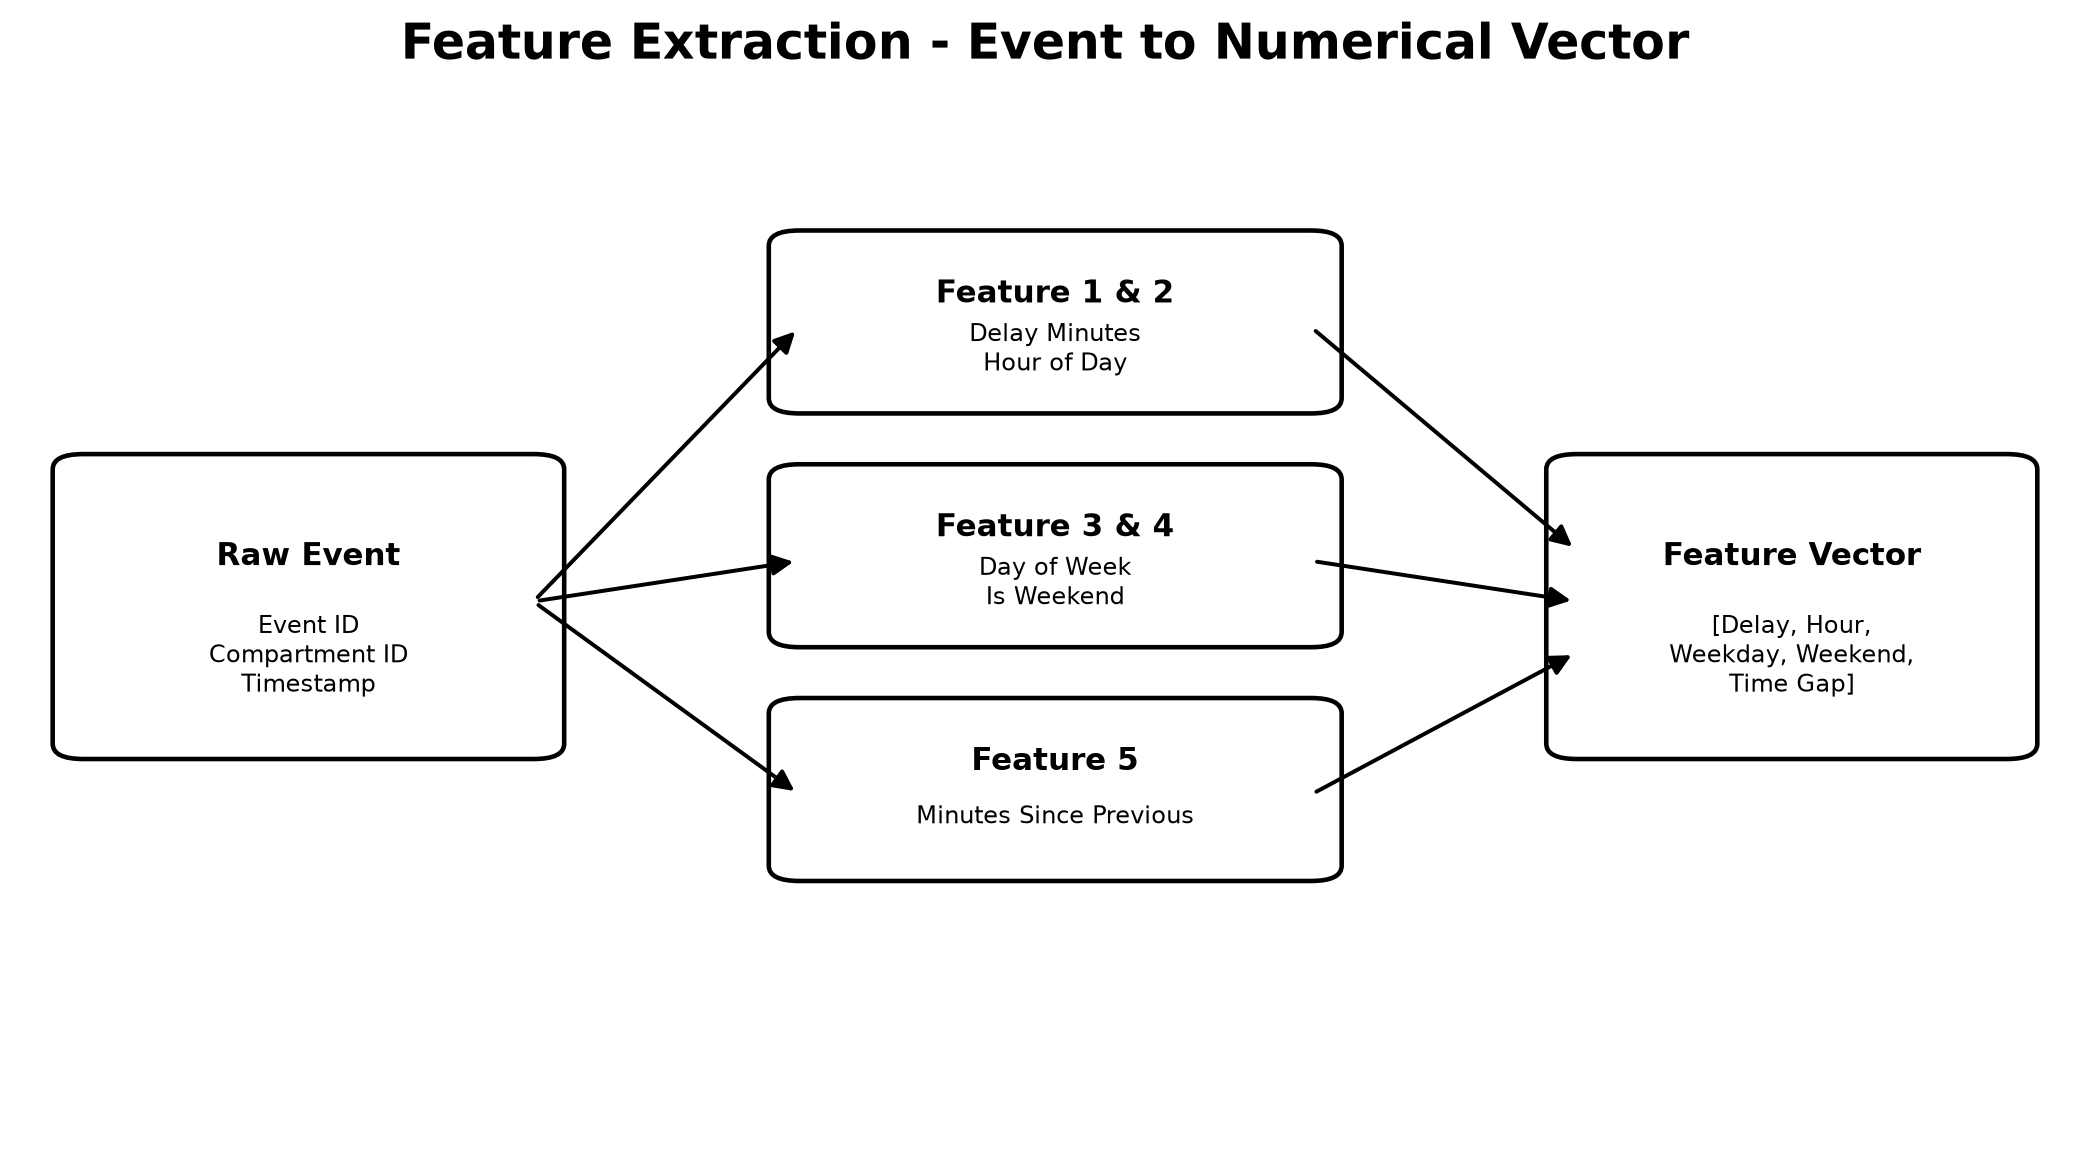 Feature Extraction - Event to Numerical Vector
Raw Event
Event ID
Compartment ID
Timestamp
Feature 1 & 2
Delay Minutes
Hour of Day
Feature 3 & 4
Day of Week
Is Weekend
Feature 5
Minutes Since Previous
Feature Vector
[Delay, Hour,
Weekday, Weekend,
Time Gap]